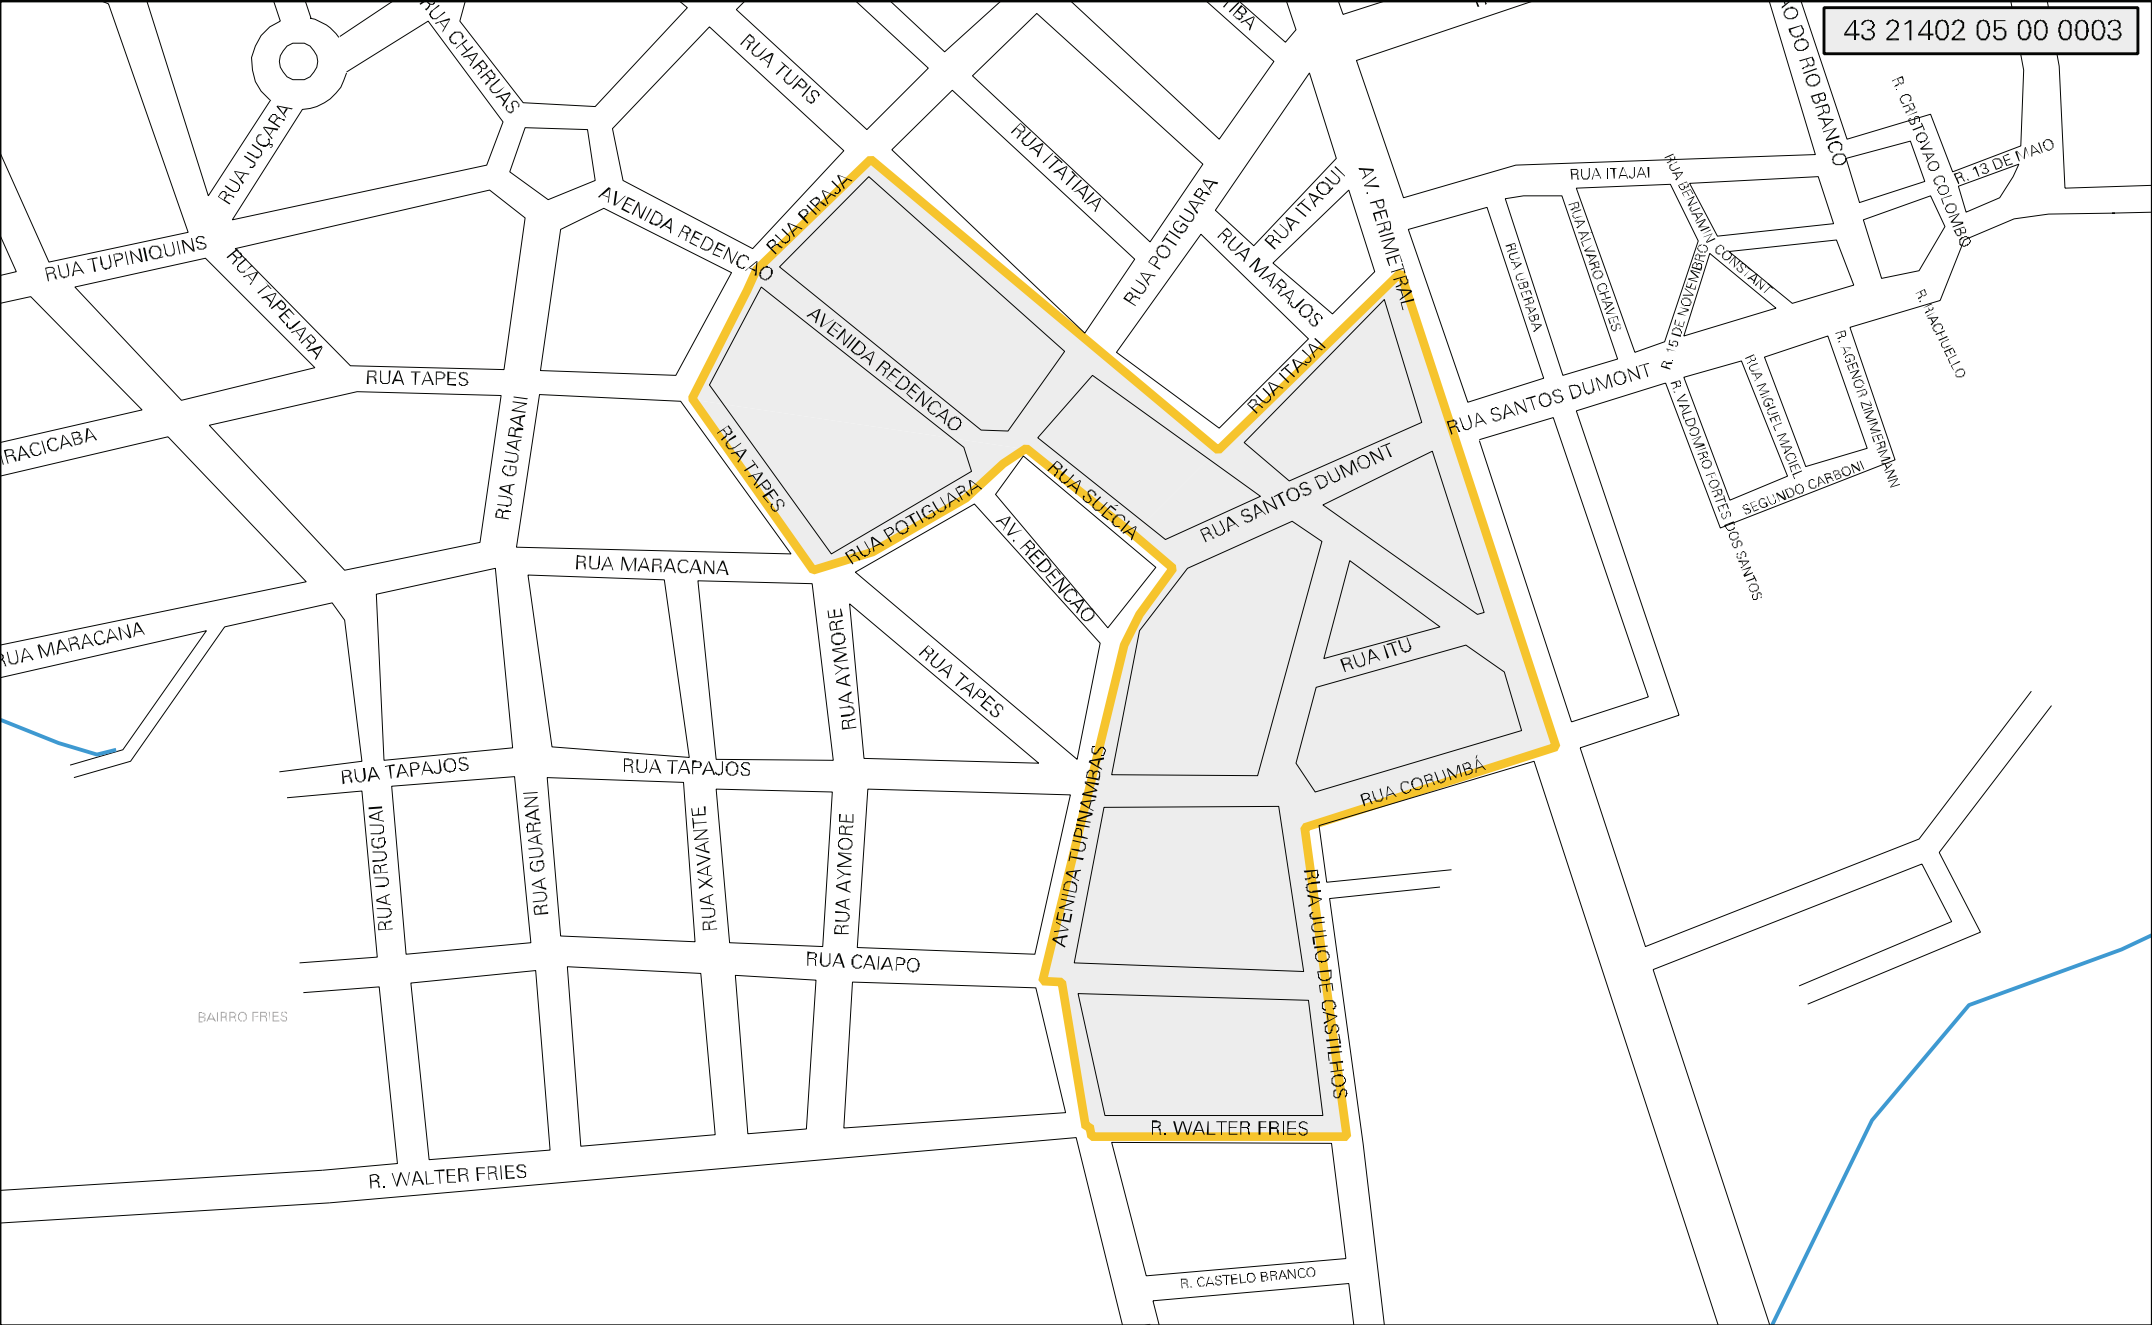 43 21402 05 00 0003
RUA CHARRUAS
RUA TUPIS
RUA JUÇARA
RUA ITATIAIA
RUA TUPINIQUINS
RUA TAPEJARA
AVENIDA REDENCAO
RUA PIRAJA
RUA POTIGUARA
RUA ITAQUI
RUA MARAJOS
AV. PERIMETRAL
RUA ITAJAI
RUA BENJAMIN CONSTANT
R. CRISTOVAO COLOMBO
R. 13 DE MAIO
DO RIO BRANCO
RUA UBERABA
RUA ALVARO CHAVES
R. 15 DE NOVEMBRO
R. RIACHUELO
RUA TAPES
AVENIDA REDENCAO
RUA ITAJAI
RUA SANTOS DUMONT
R. VALDOMIRO FORTES DOS SANTOS
RUA MIGUEL MACIEL
R. AGENOR ZIMMERMANN
SEGUNDO CARBONI
RUA GUARANI
RUA TAPES
RUA POTIGUARA
RUA SUÉCIA
RUA SANTOS DUMONT
AV. REDENCAO
RUA MARACANA
RUA MARACANA
RUA AYMORE
RUA TAPES
RUA ITU
RUA TAPAJOS
RUA TAPAJOS
RUA CORUMBÁ
AVENIDA TUPINAMBAS
RUA URUGUAI
RUA GUARANI
RUA XAVANTE
RUA AYMORE
RUA JULIO DE CASTILHOS
RUA CAIAPO
BAIRRO FRIES
R. WALTER FRIES
R. WALTER FRIES
R. CASTELO BRANCO